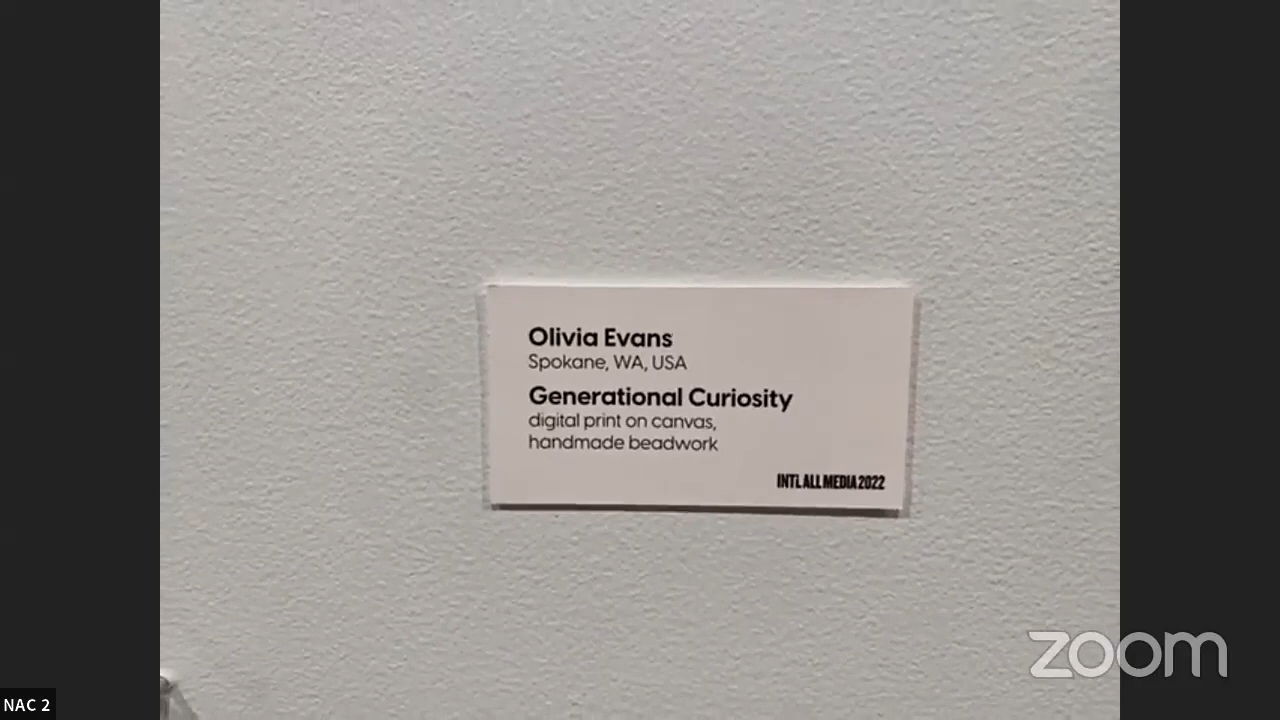 Olivia Evans
Spokane, WA, USA
Generational Curiosity
digital print on canvas,
handmade beadwork
INTL ALL MEDIA 2022
zoom
NAC 2